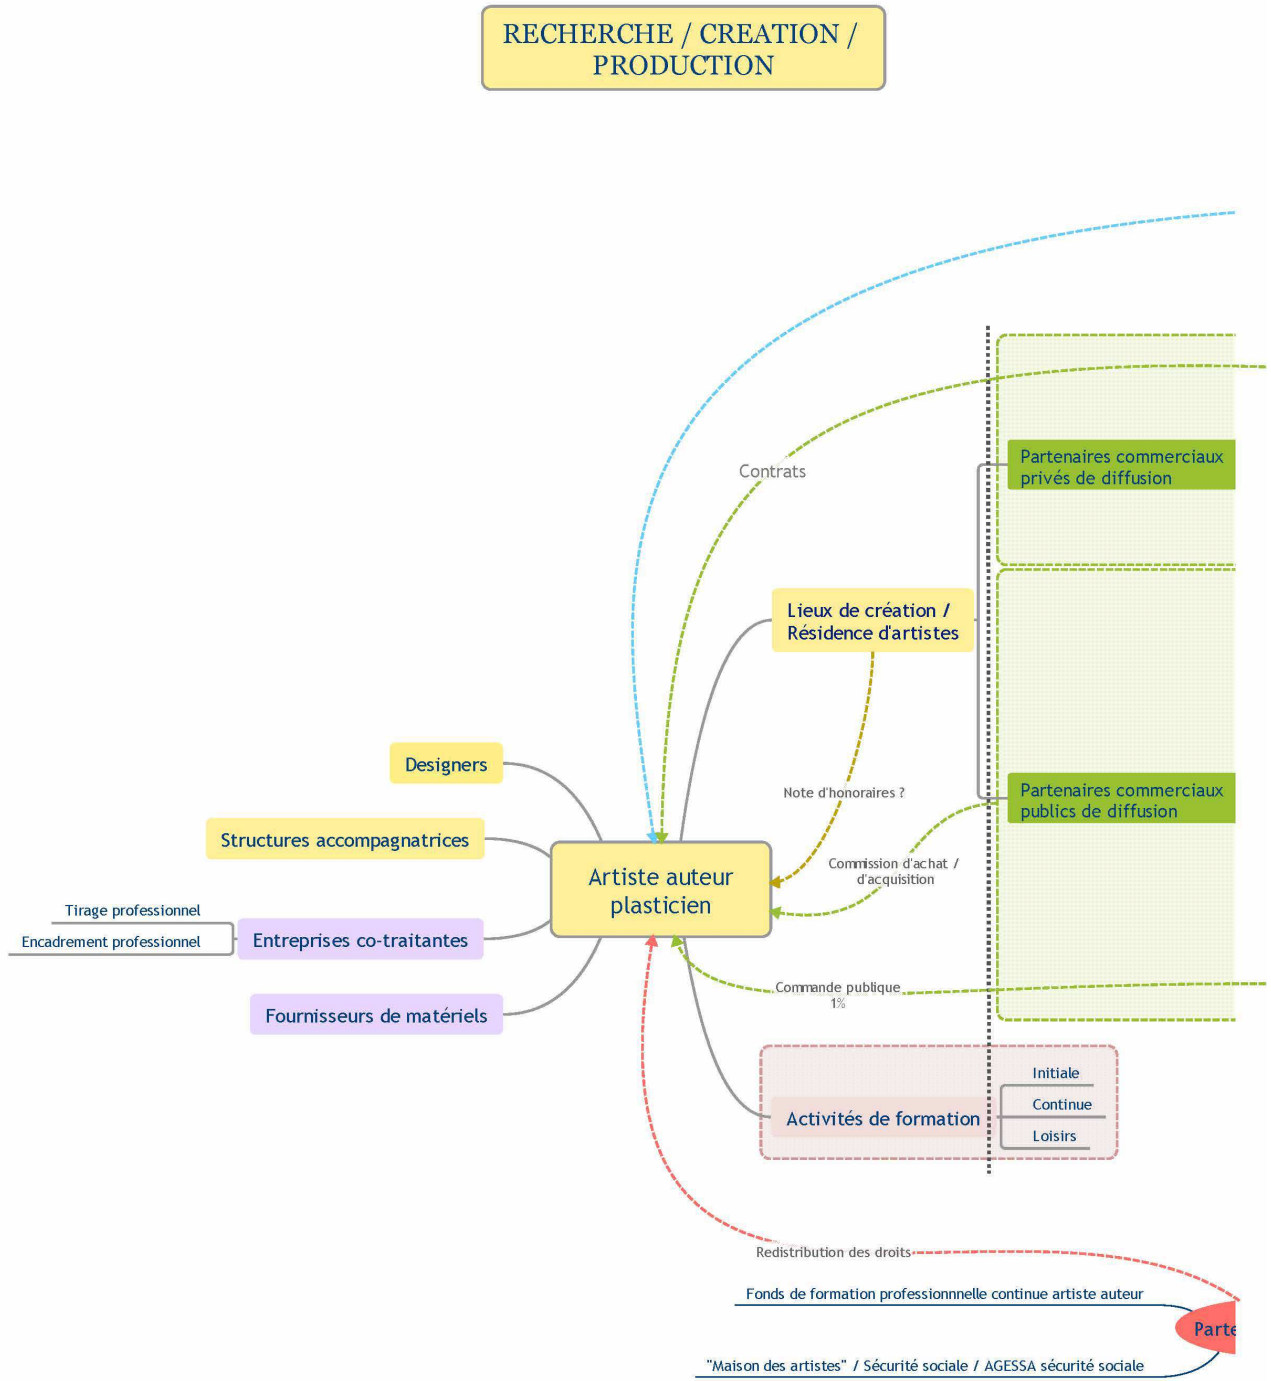 RECHERCHE / CREATION /
PRODUCTION
Contrats
Partenaires commerciaux
privés de diffusion
Lieux de création /
Résidence d'artistes
Designers
Note d'honoraires ?
Partenaires commerciaux
publics de diffusion
Structures accompagnatrices
Commission d'achat /
d'acquisition
Artiste auteur
plasticien
Tirage professionnel
Encadrement professionnel
Entreprises co-traitantes
Fournisseurs de matériels
Commande publique
1%
Activités de formation
Initiale
Continue
Loisirs
Redistribution des droits
Fonds de formation professionnnelle continue artiste auteur
Parte
"Maison des artistes" / Sécurité sociale / AGESSA sécurité sociale